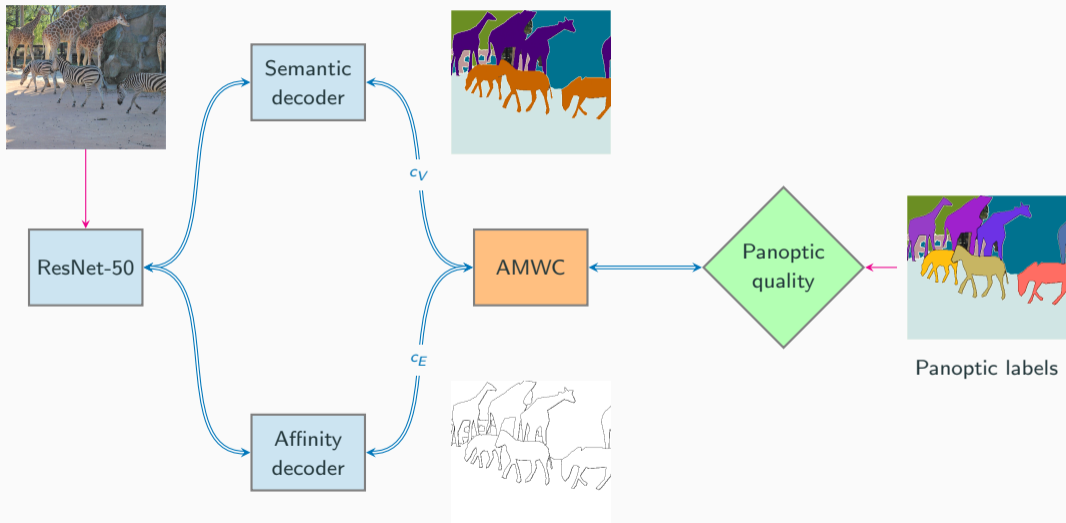 Semantic
decoder
c_V
ResNet-50
AMWC
Panoptic
quality
c_E
Panoptic labels
Affinity
decoder